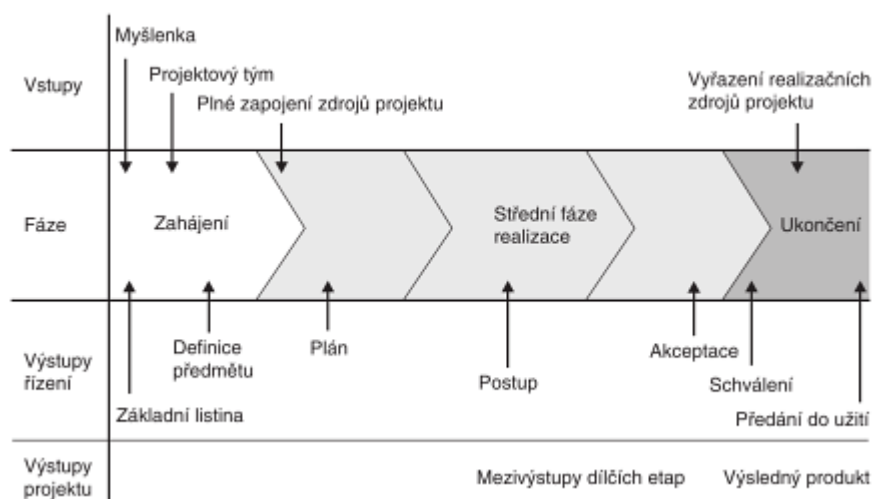 Myšlenka
Vstupy
Projektový tým
Plné zapojení zdrojů projektu
Vyřazení realizačních
zdrojů projektu
Fáze
Zahájení
Střední fáze
realizace
Ukončení
Výstupy
řízení
Definice
předmětu
Plán
Postup
Akceptace
Schválení
Základní listina
Předání do užití
Výstupy
projektu
Mezivýstupy dílčích etap
Výsledný produkt